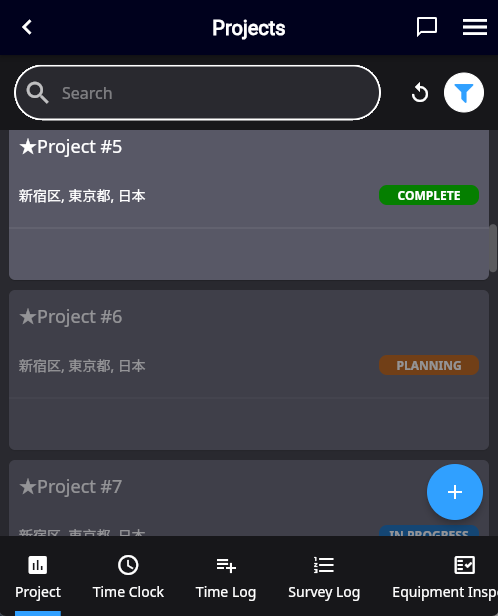 Projects
Search
★Project #5
新宿区, 東京都, 日本
COMPLETE
★Project #6
新宿区, 東京都, 日本
PLANNING
★Project #7
新宿区, 東京都, 日本
IN PROGRESS
Project
Time Clock
Time Log
Survey Log
Equipment Insp